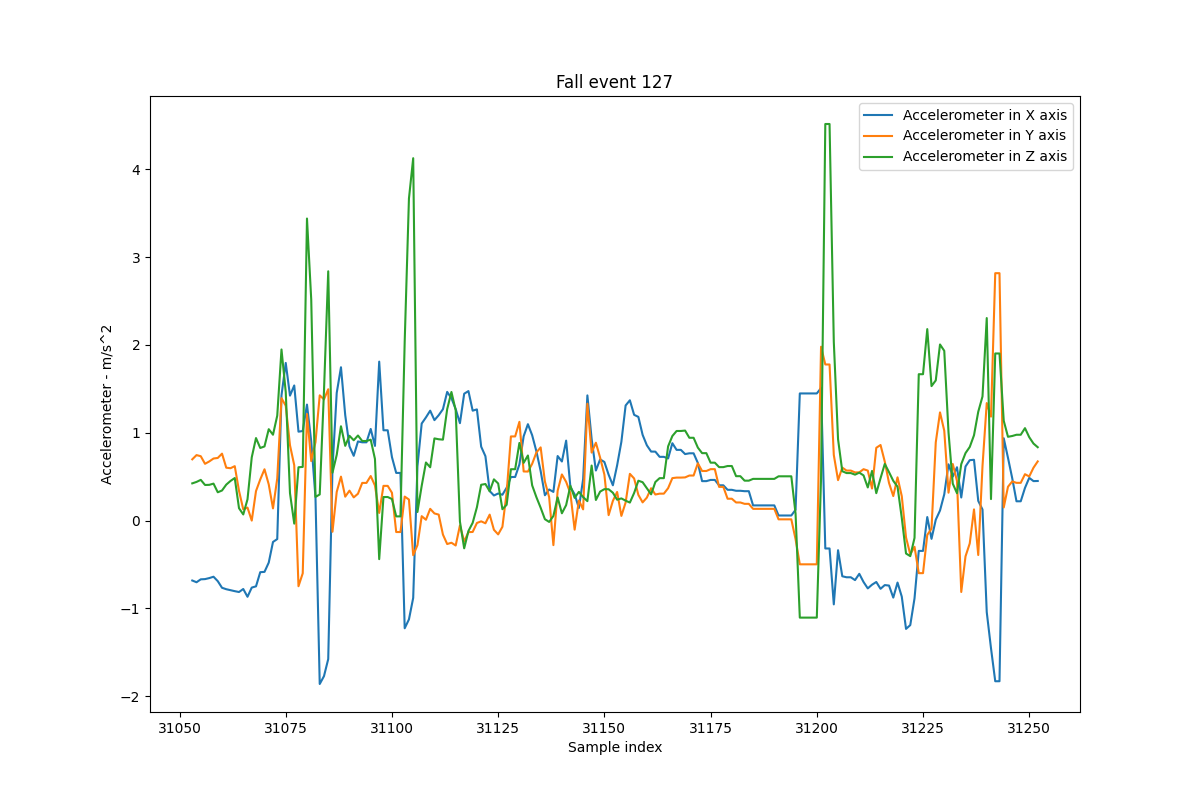 Fall event 127
Accelerometer in X axis
Accelerometer in Y axis
Accelerometer in Z axis
Accelerometer - m/s^2
4
3
2
1
0
−1
−2
31050 31075 31100 31125 31150 31175 31200 31225 31250
Sample index